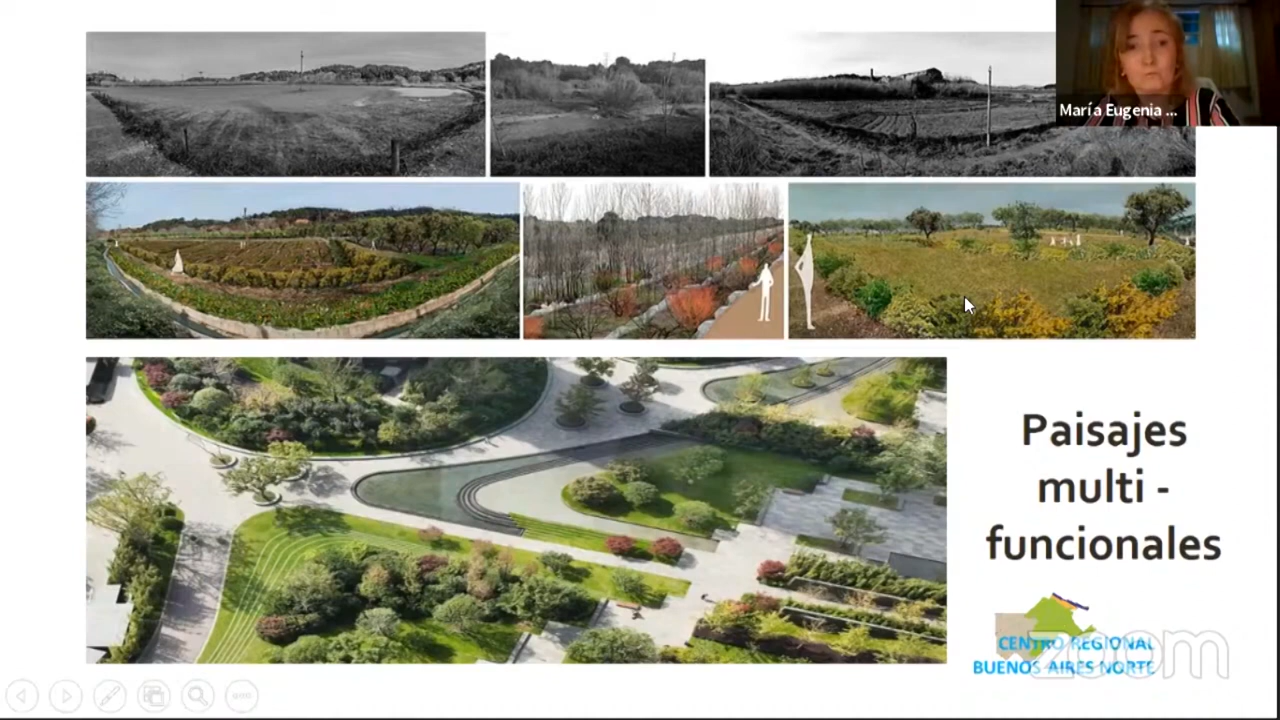 María Eugenia ...
Paisajes
multi -
funcionales
CENTRO REGIONAL
BUENOS AIRES NORTE
zoom